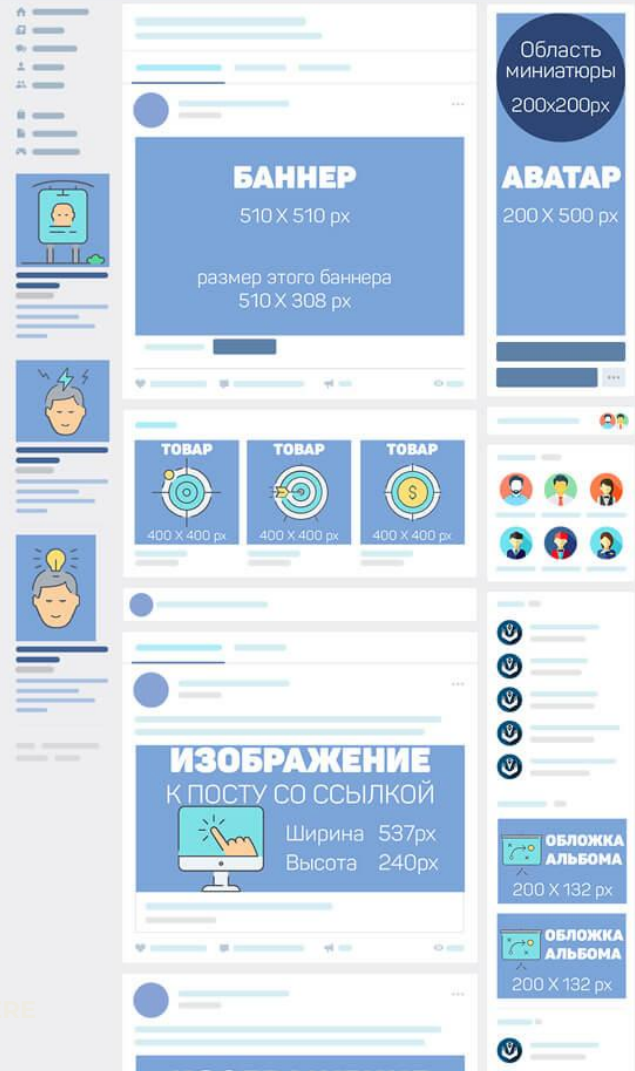 Область
миниатюры
200x200px
АВАТАР
200 X 500 px
БАННЕР
510 X 510 px
размер этого баннера
510 X 308 px
ТОВАР
400 X 400 px
ТОВАР
400 X 400 px
ТОВАР
400 X 400 px
ИЗОБРАЖЕНИЕ
К ПОСТУ СО ССЫЛКОЙ
Ширина 537px
Высота 240px
ОБЛОЖКА
АЛЬБОМА
200 X 132 px
ОБЛОЖКА
АЛЬБОМА
200 X 132 px